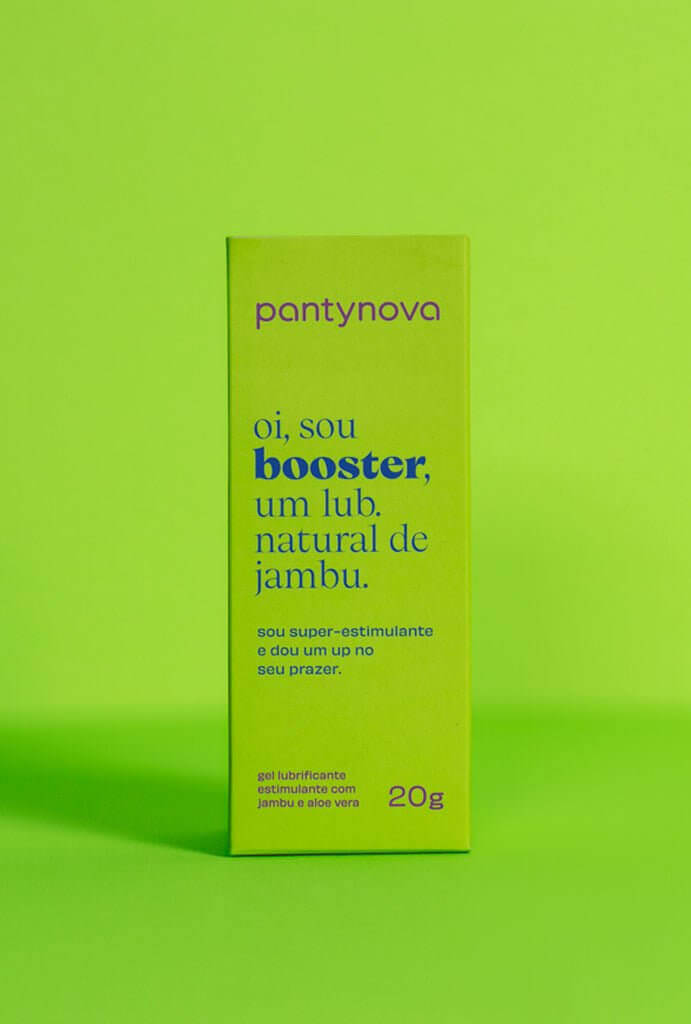 pantynova
oi, sou
booster,
um lub.
natural de
jambu.
sou super-estimulante
e dou um up no
seu prazer.
gel lubrificante
estimulante com
jambu e aloe vera
20g